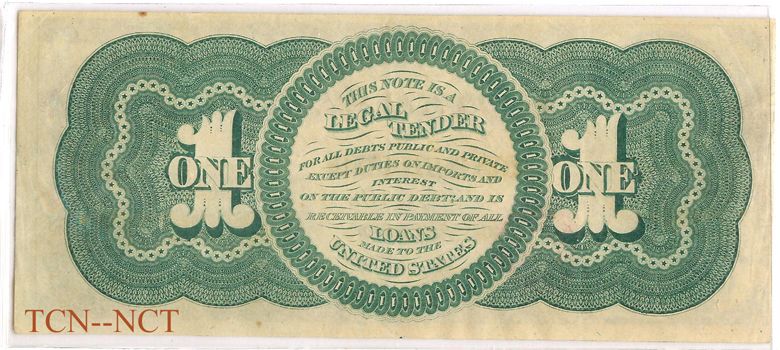 THIS NOTE IS A
LEGAL TENDER
FOR ALL DEBTS PUBLIC AND PRIVATE
EXCEPT DUTIES ON IMPORTS AND
INTEREST
ON THE PUBLIC DEBT; AND IS
RECEIVABLE IN PAYMENT OF ALL
LOANS
MADE TO THE
UNITED STATES
1
ONE
1
ONE
TCN--NCT